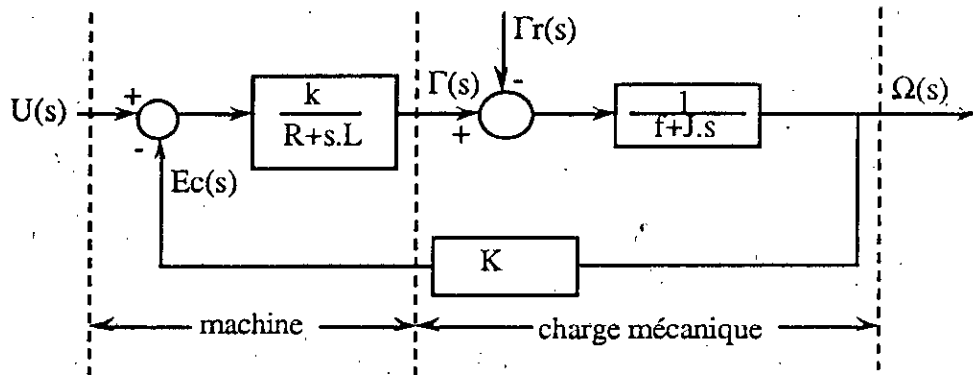 Γr(s)
U(s)
+
-
k
R+s.L
Γ(s)
-
+
1
f+J.s
Ω(s)
Ec(s)
K
machine
charge mécanique